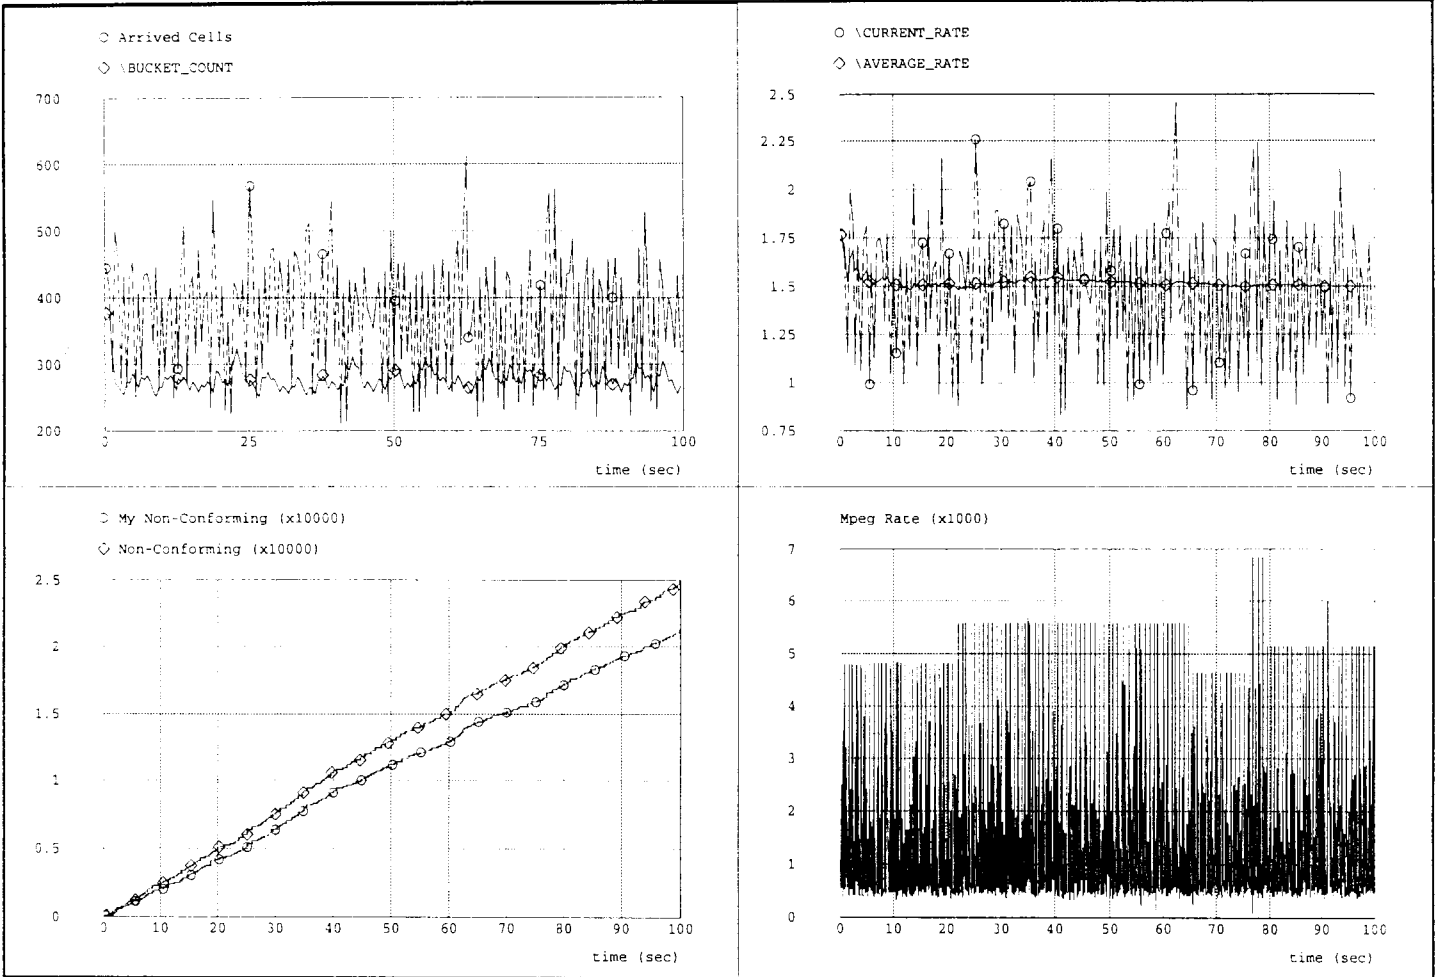 Arrived Cells
\BUCKET_COUNT
700
600
500
400
300
200
0 25 50 75 100
time (sec)
\CURRENT_RATE
\AVERAGE_RATE
2.5
2.25
2
1.75
1.5
1.25
1
0.75
0 10 20 30 40 50 60 70 80 90 100
time (sec)
My Non-Conforming (x10000)
Non-Conforming (x10000)
2.5
2
1.5
1
0.5
0
0 10 20 30 40 50 60 70 80 90 100
time (sec)
Mpeg Rate (x1000)
7
6
5
4
3
2
1
0
0 10 20 30 40 50 60 70 80 90 100
time (sec)